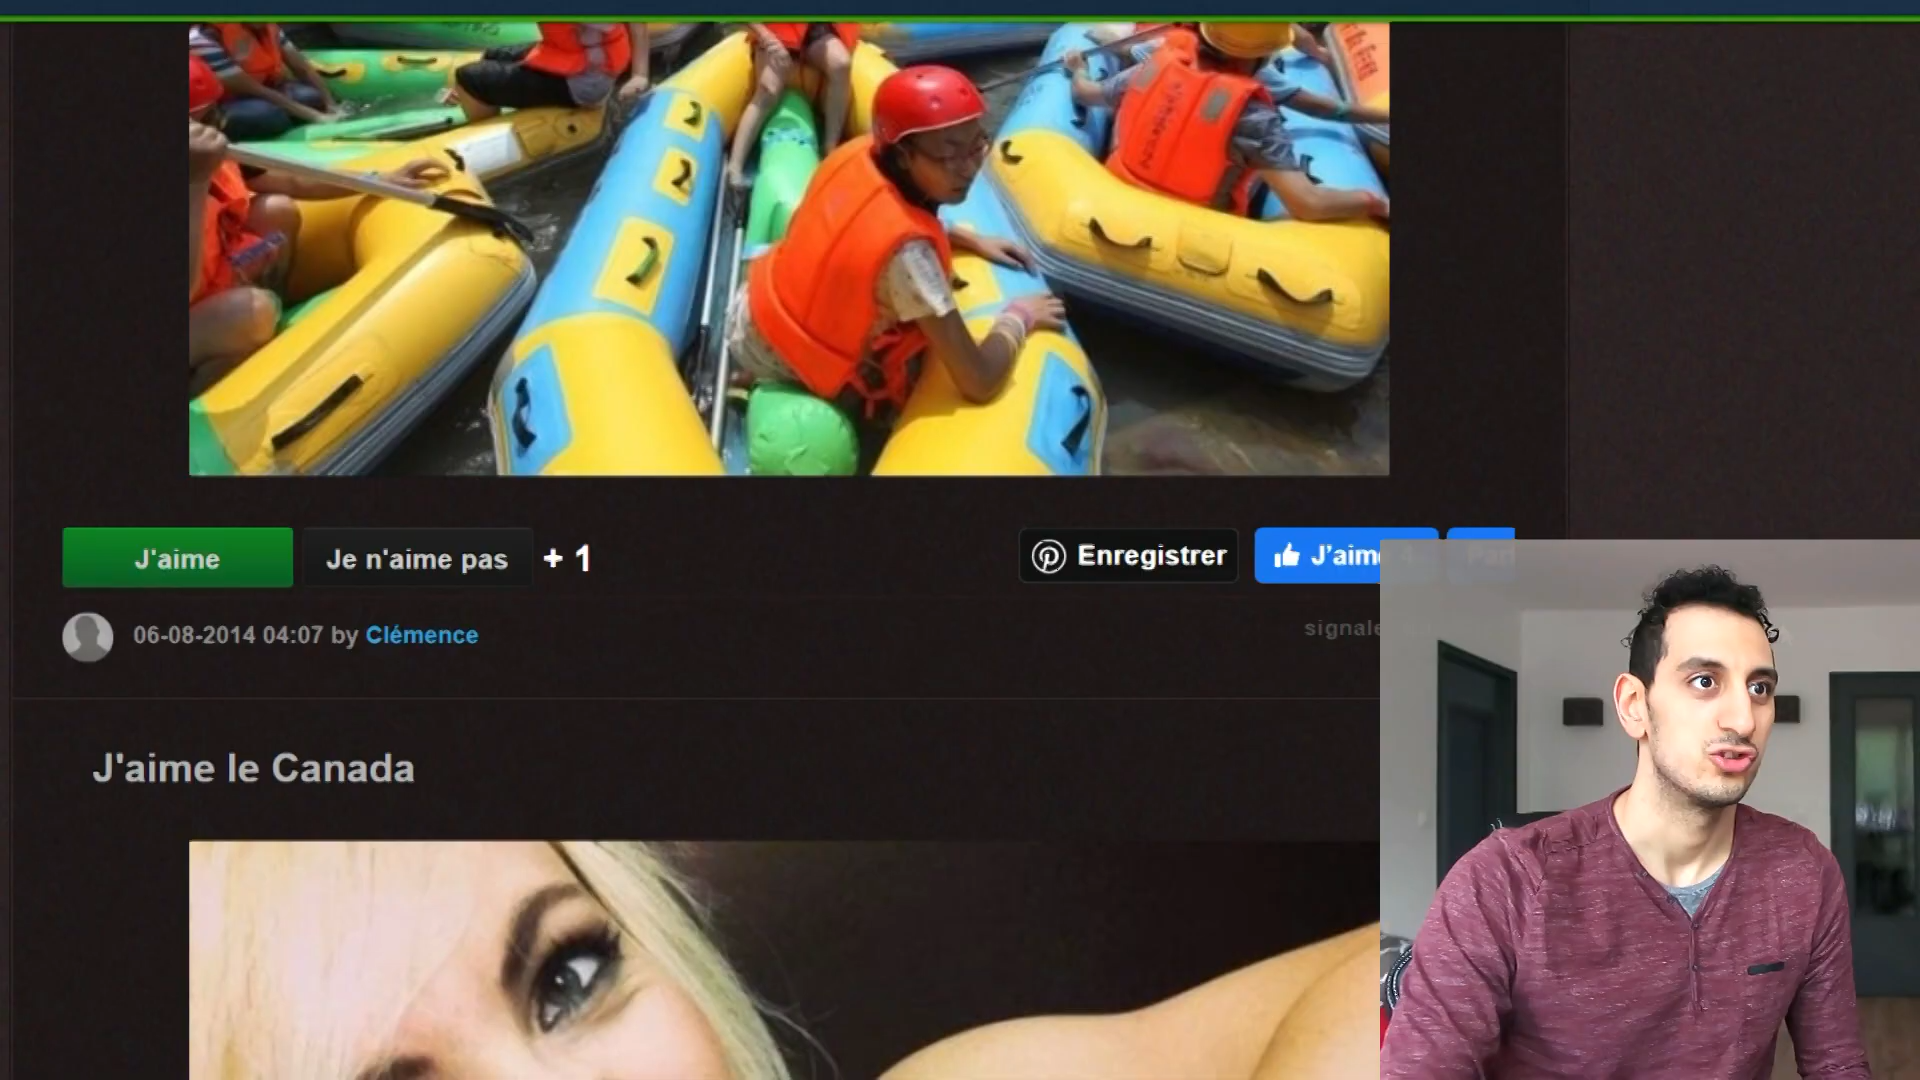 J'aime
Je n'aime pas
+ 1
Enregistrer
J'aim
06-08-2014 04:07 by Clémence
signale
J'aime le Canada